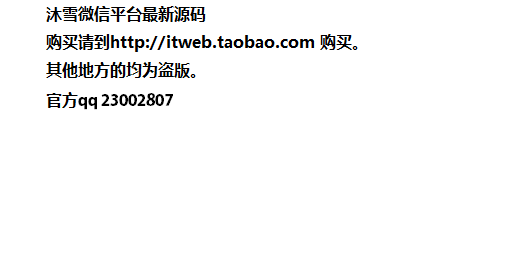 沐雪微信平台最新源码
购买请到http://itweb.taobao.com 购买。
其他地方的均为盗版。
官方qq 23002807